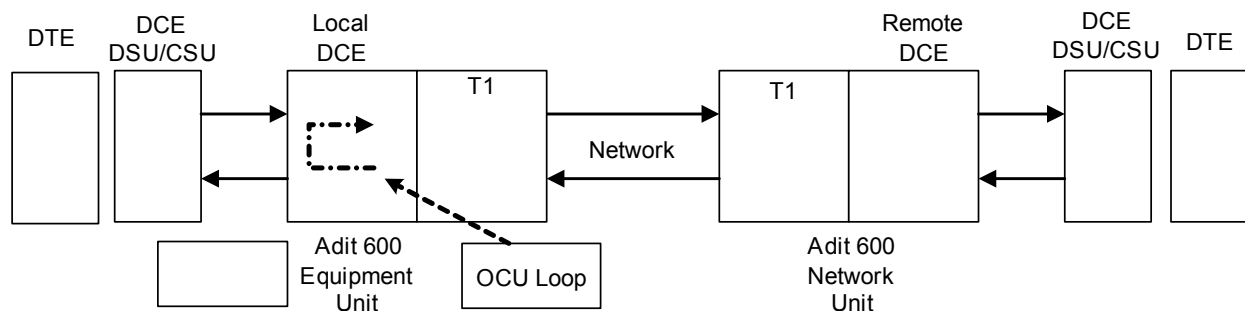 DTE
DCE
DSU/CSU
Local
DCE
Remote
DCE
DCE
DSU/CSU
DTE
T1
T1
Network
Adit 600
Equipment
Unit
OCU Loop
Adit 600
Network
Unit